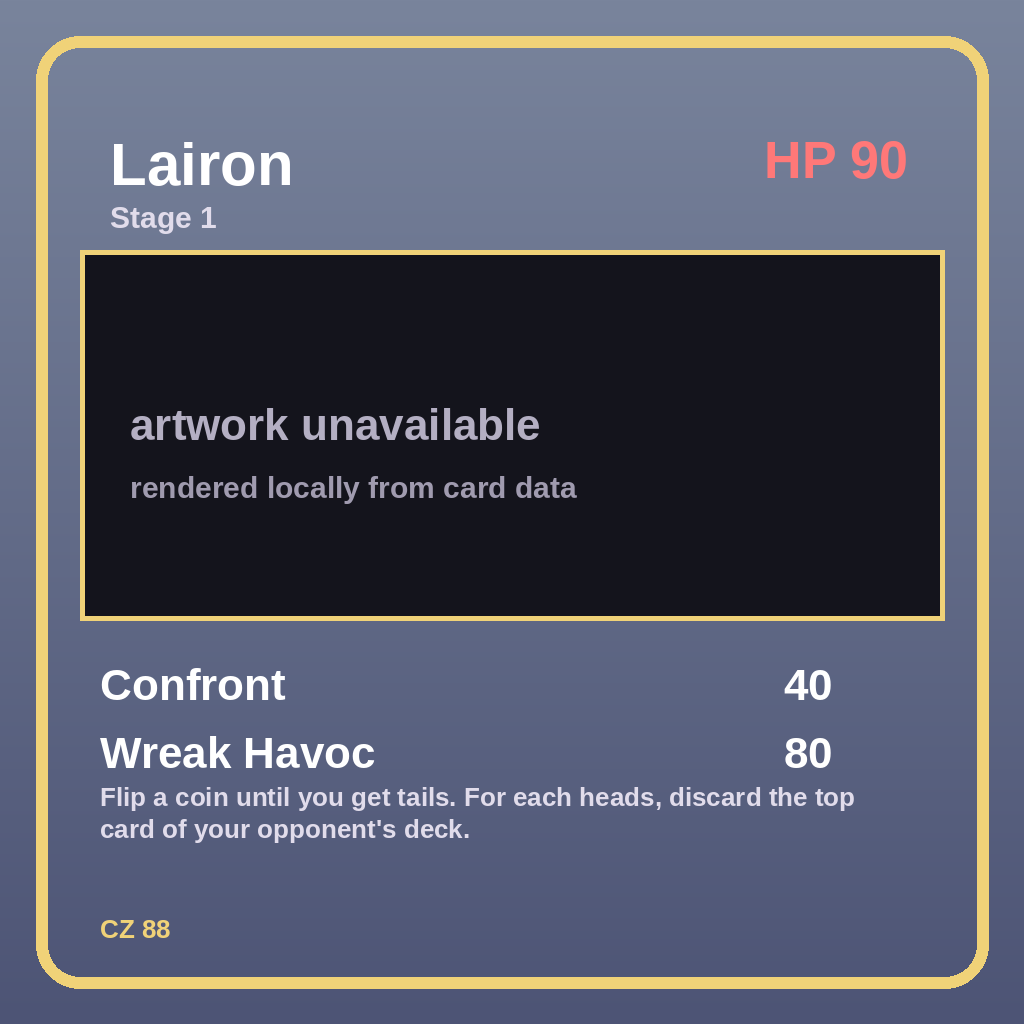 Lairon
HP 90
Stage 1
artwork unavailable
rendered locally from card data
Confront 40
Wreak Havoc 80
Flip a coin until you get tails. For each heads, discard the top
card of your opponent's deck.
CZ 88